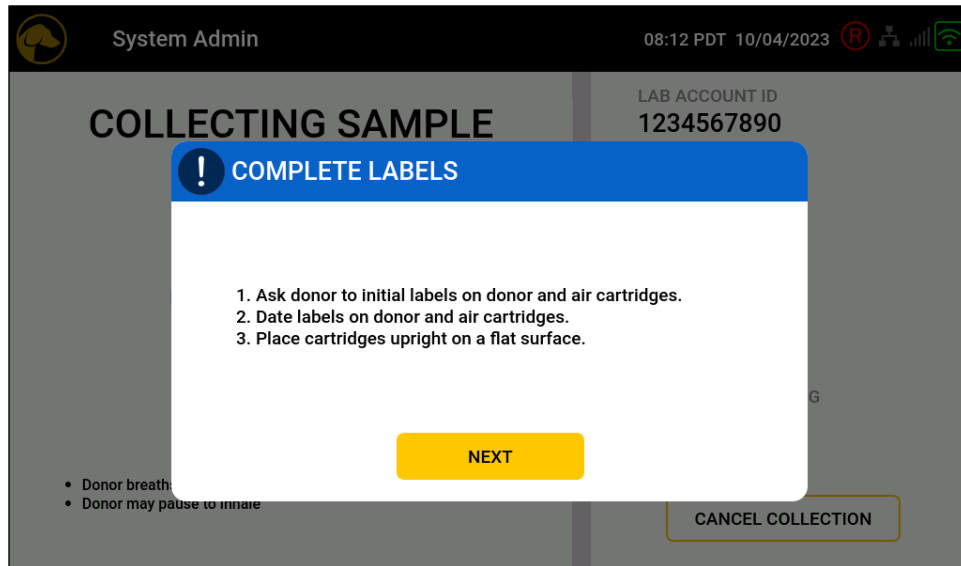 System Admin
08:12 PDT 10/04/2023 R
COLLECTING SAMPLE
LAB ACCOUNT ID
1234567890
! COMPLETE LABELS
1. Ask donor to initial labels on donor and air cartridges.
2. Date labels on donor and air cartridges.
3. Place cartridges upright on a flat surface.
G
NEXT
• Donor breath
• Donor may pause to inhale
CANCEL COLLECTION